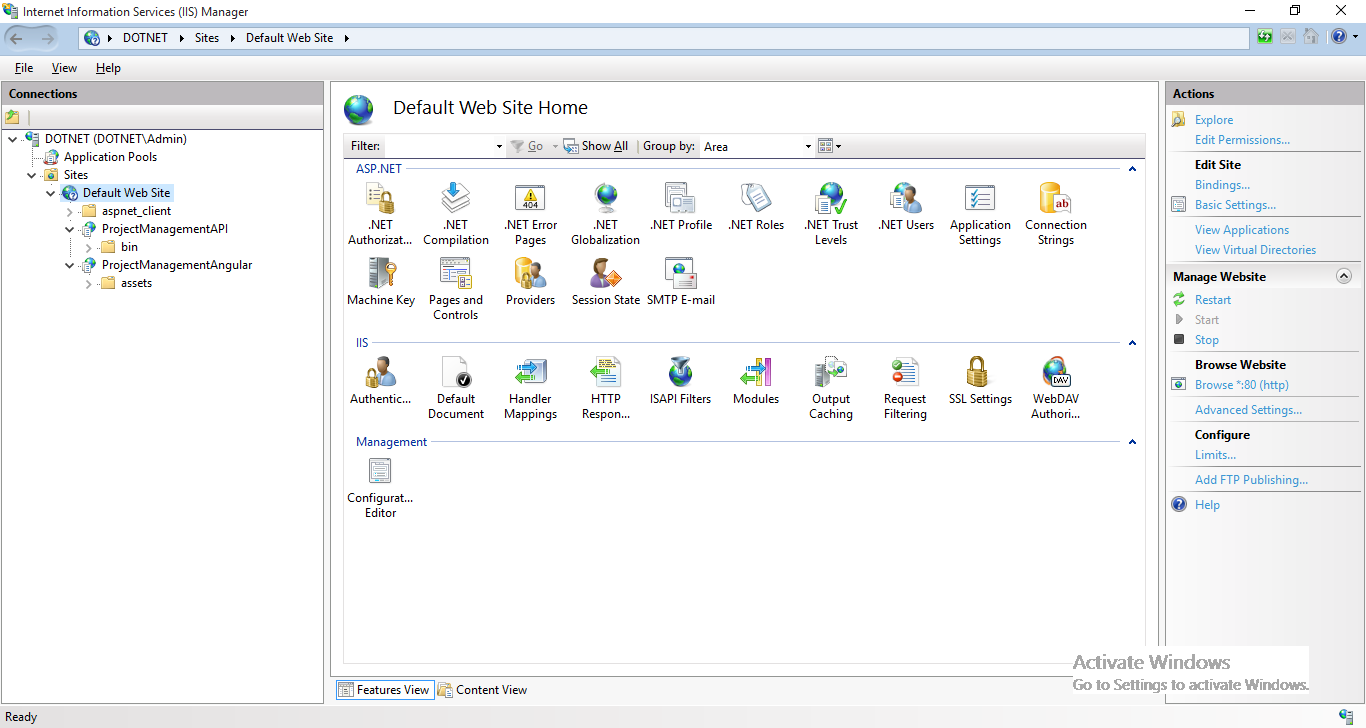 Internet Information Services (IIS) Manager
DOTNET Sites Default Web Site
File View Help
Connections
DOTNET (DOTNET\Admin)
Application Pools
Sites
Default Web Site
aspnet_client
ProjectManagementAPI
bin
ProjectManagementAngular
assets
Default Web Site Home
Filter: Go Show All Group by: Area
ASP.NET
.NET Authorizat...
.NET Compilation
404
.NET Error Pages
.NET Globalization
.NET Profile
.NET Roles
.NET Trust Levels
.NET Users
Application Settings
ab
Connection Strings
Machine Key
Pages and Controls
Providers
Session State
SMTP E-mail
IIS
Authentic...
Default Document
Handler Mappings
HTTP Respon...
ISAPI Filters
Modules
Output Caching
Request Filtering
SSL Settings
DAV
WebDAV Authori...
Management
Configurat... Editor
Features View
Content View
Actions
Explore
Edit Permissions...
Edit Site
Bindings...
Basic Settings...
View Applications
View Virtual Directories
Manage Website
Restart
Start
Stop
Browse Website
Browse *:80 (http)
Advanced Settings...
Configure
Limits...
Add FTP Publishing...
Help
Activate Windows
Go to Settings to activate Windows.
Ready